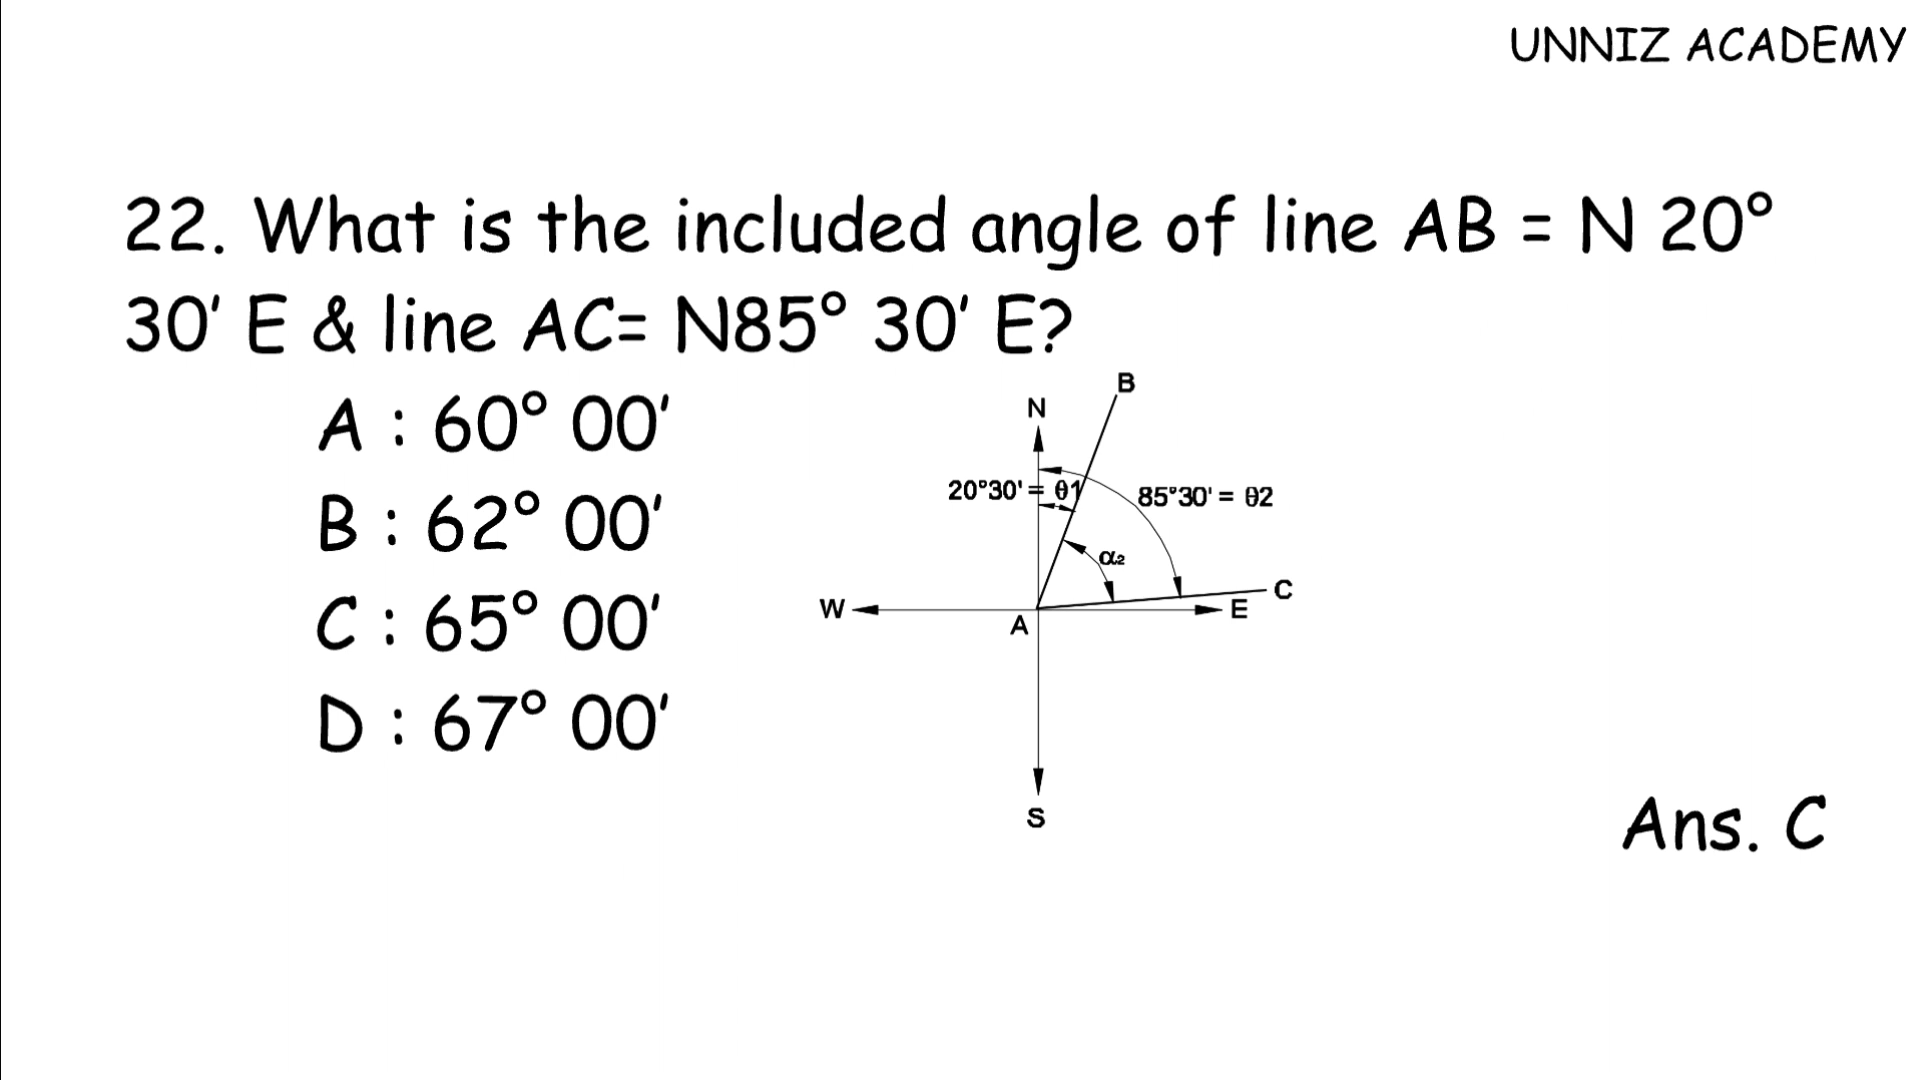 UNNIZ ACADEMY
22. What is the included angle of line AB = N 20°
30' E & line AC= N85° 30' E?
A : 60° 00'
B : 62° 00'
C : 65° 00'
D : 67° 00'
B
N
20°30' = θ1
85°30' = θ2
α2
C
W
E
A
S
Ans. C